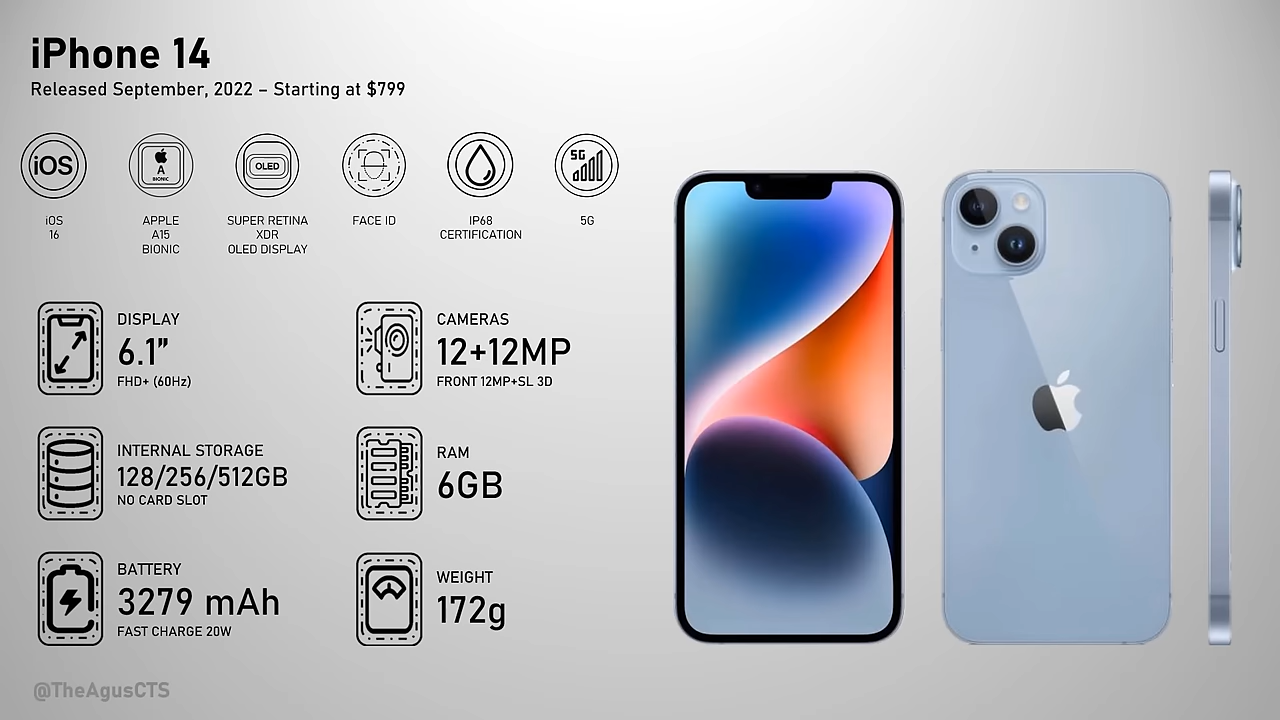 iPhone 14
Released September, 2022 – Starting at $799
iOS
A
BIONIC
OLED
5G
iOS
16
APPLE
A15
BIONIC
SUPER RETINA
XDR
OLED DISPLAY
FACE ID
IP68
CERTIFICATION
5G
DISPLAY
6.1”
FHD+ (60Hz)
CAMERAS
12+12MP
FRONT 12MP+SL 3D
INTERNAL STORAGE
128/256/512GB
NO CARD SLOT
RAM
6GB
BATTERY
3279 mAh
FAST CHARGE 20W
WEIGHT
172g
@TheAgusCTS